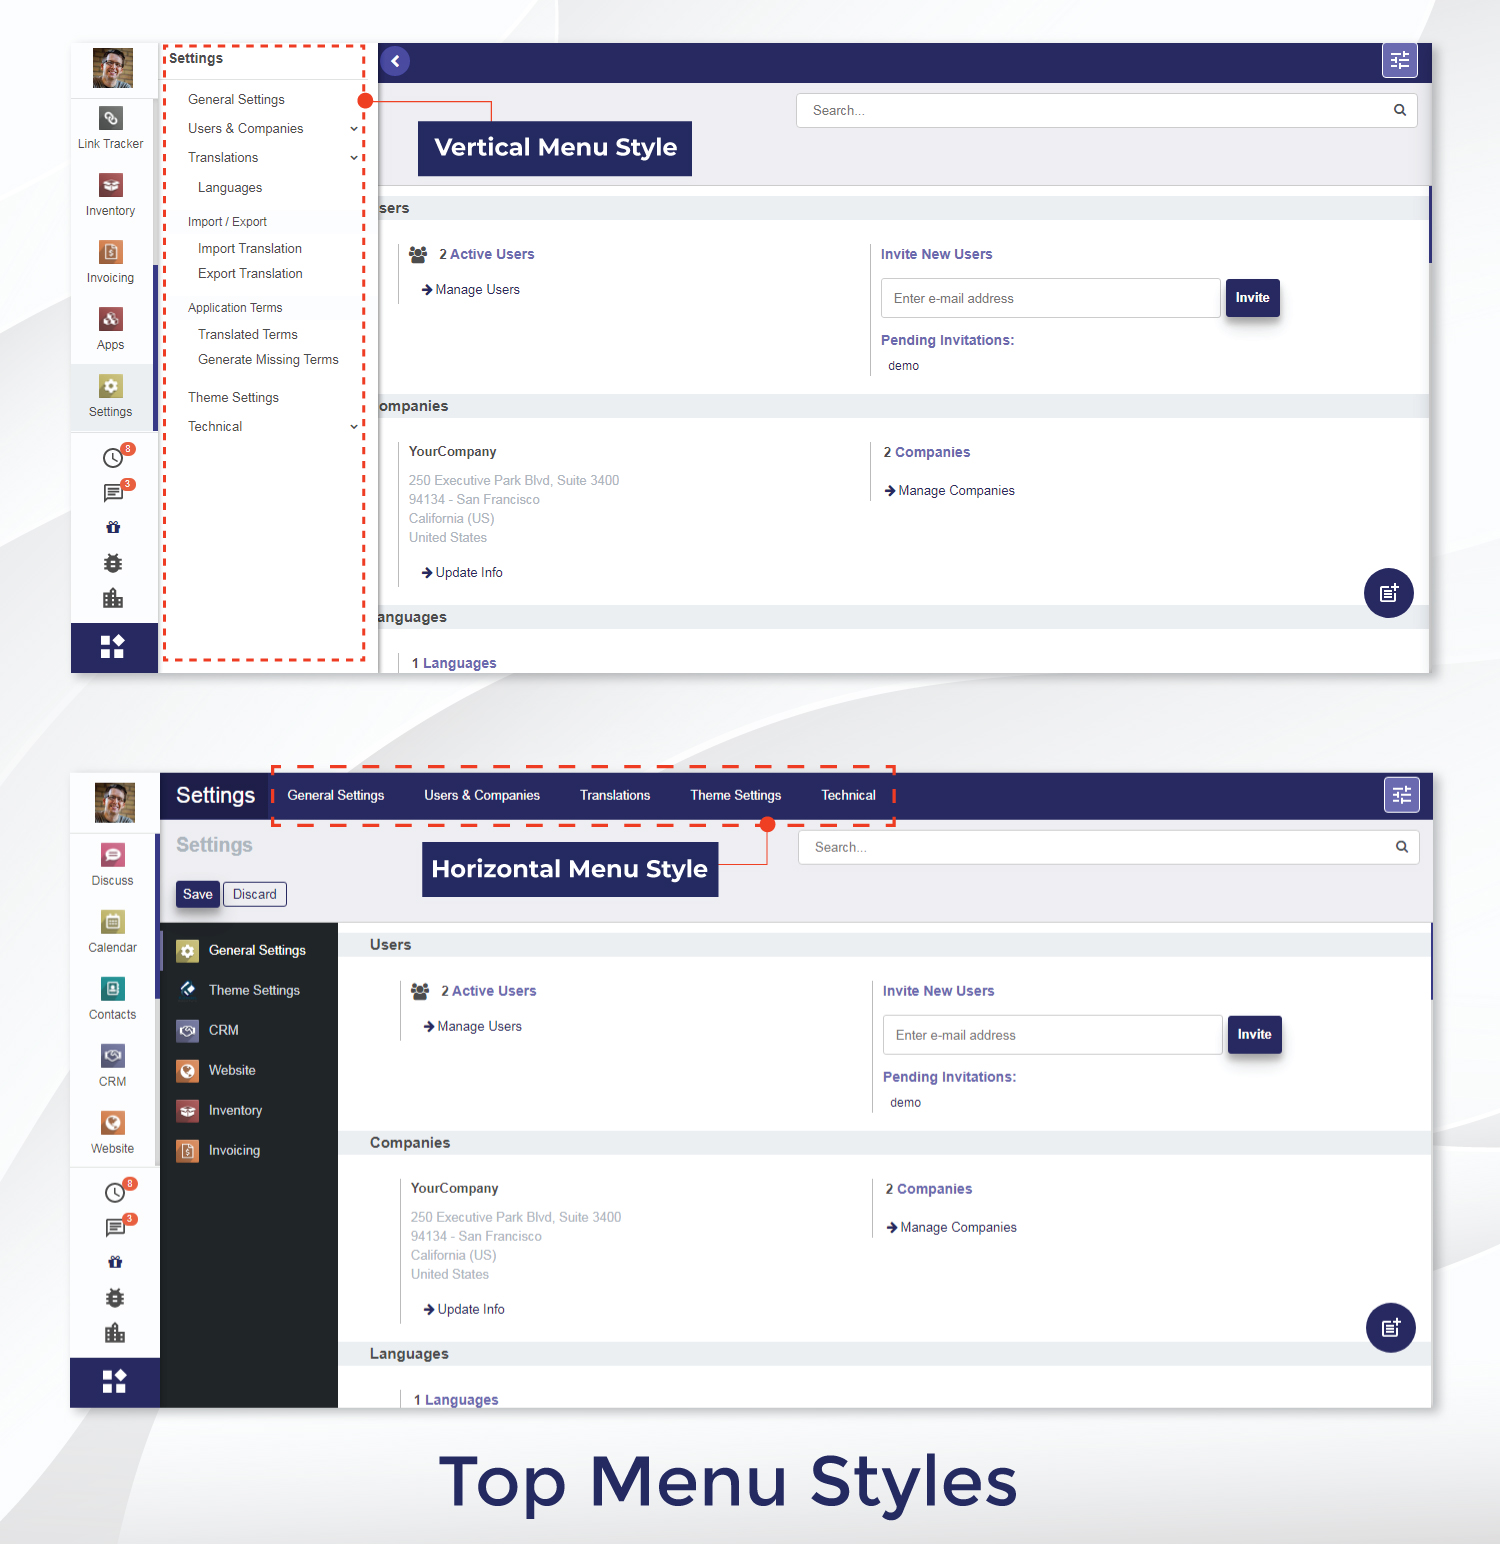 Settings
General Settings
Users & Companies
Translations
Languages
Import / Export
Import Translation
Export Translation
Application Terms
Translated Terms
Generate Missing Terms
Theme Settings
Technical
Link Tracker
Inventory
Invoicing
Apps
Settings
8
3
Search...
Vertical Menu Style
sers
2 Active Users
Manage Users
Invite New Users
Enter e-mail address
Invite
Pending Invitations:
demo
ompanies
YourCompany
250 Executive Park Blvd, Suite 3400
94134 - San Francisco
California (US)
United States
Update Info
2 Companies
Manage Companies
anguages
1 Languages
Settings
General Settings
Users & Companies
Translations
Theme Settings
Technical
Settings
Search...
Horizontal Menu Style
Save
Discard
Discuss
Calendar
Contacts
CRM
Website
8
3
General Settings
Theme Settings
CRM
Website
Inventory
Invoicing
Users
2 Active Users
Manage Users
Invite New Users
Enter e-mail address
Invite
Pending Invitations:
demo
Companies
YourCompany
250 Executive Park Blvd, Suite 3400
94134 - San Francisco
California (US)
United States
Update Info
2 Companies
Manage Companies
Languages
1 Languages
Top Menu Styles